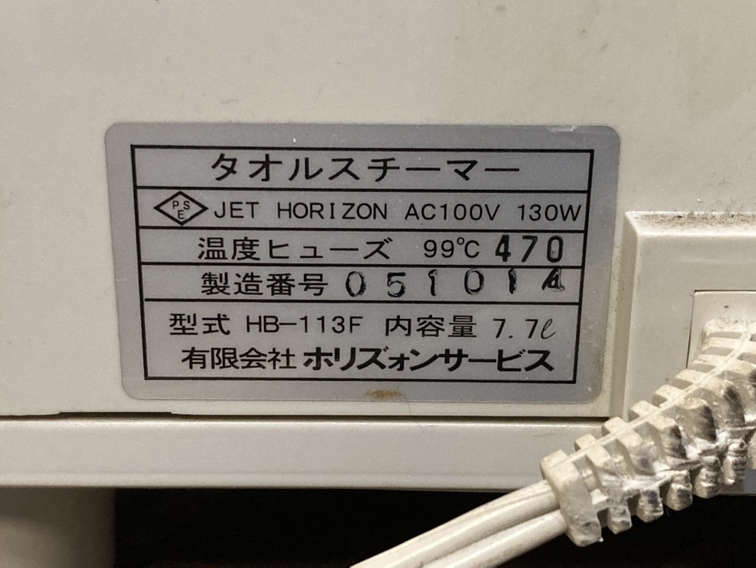 タオルスチーマー
PSE JET HORIZON AC100V 130W
温度ヒューズ 99℃ 470
製造番号 051014
型式 HB-113F 内容量 7.7ℓ
有限会社 ホリズォンサービス